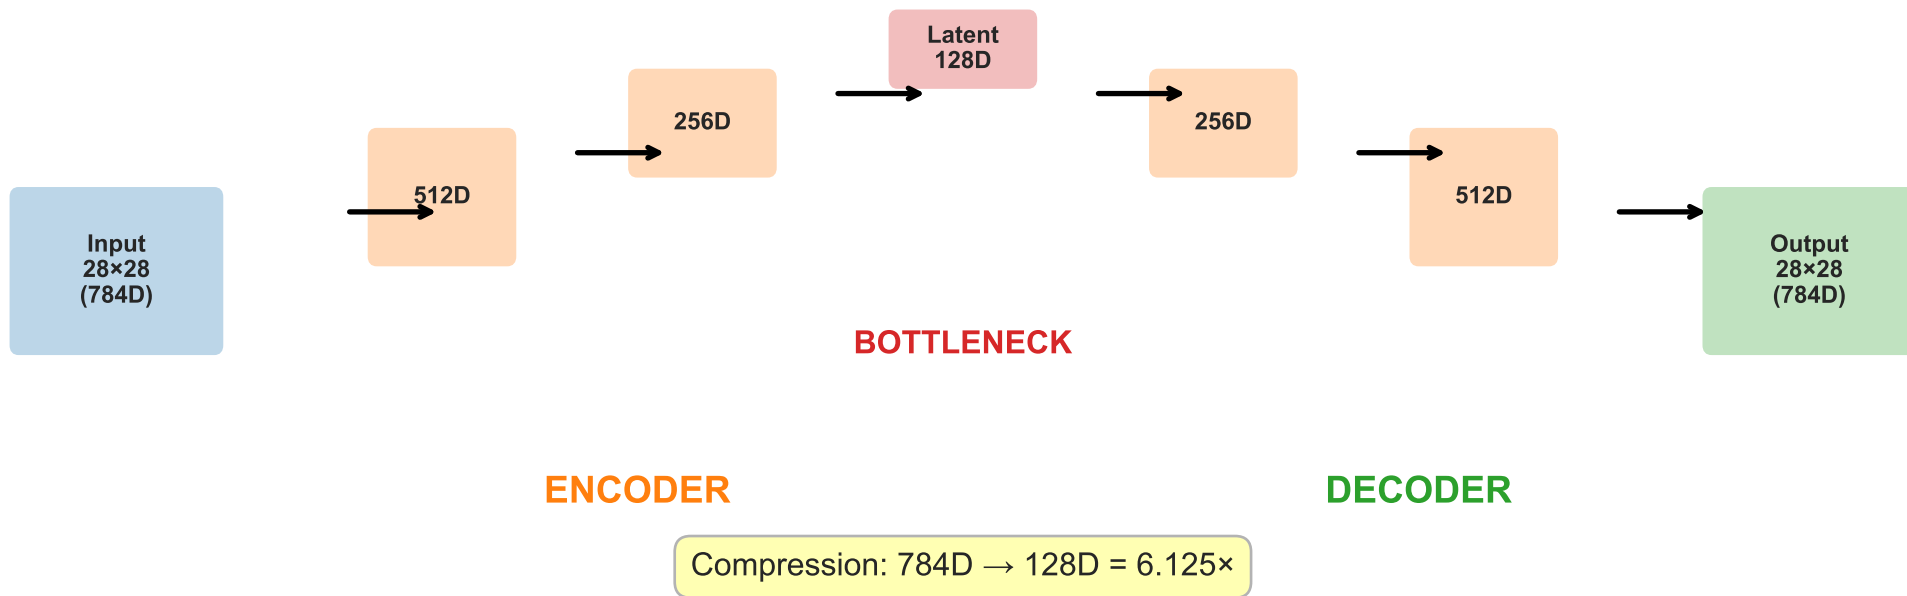 Input
28×28
(784D)
512D
256D
Latent
128D
256D
512D
Output
28×28
(784D)
BOTTLENECK
ENCODER
DECODER
Compression: 784D → 128D = 6.125×